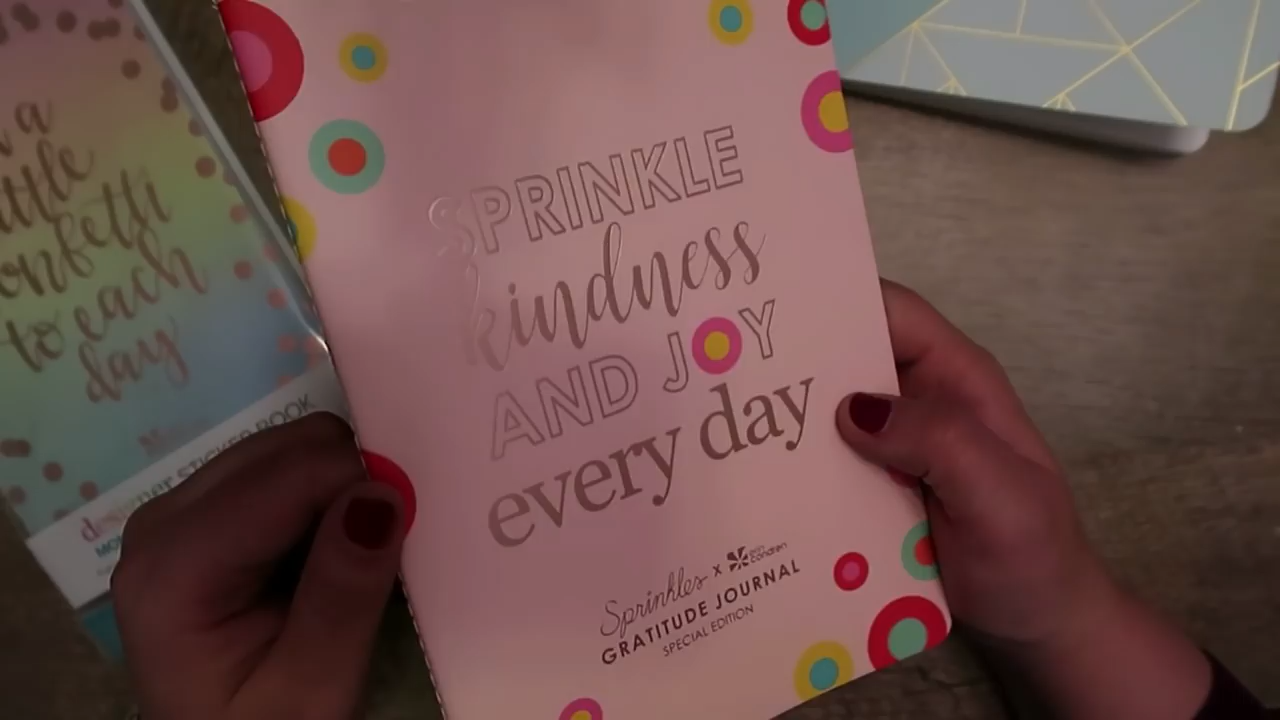 SPRINKLE
kindness
AND JOY
every day
Sprinkles x erin condren
GRATITUDE JOURNAL
SPECIAL EDITION
a
little
confetti
to each
day
designer STICKER BOOK